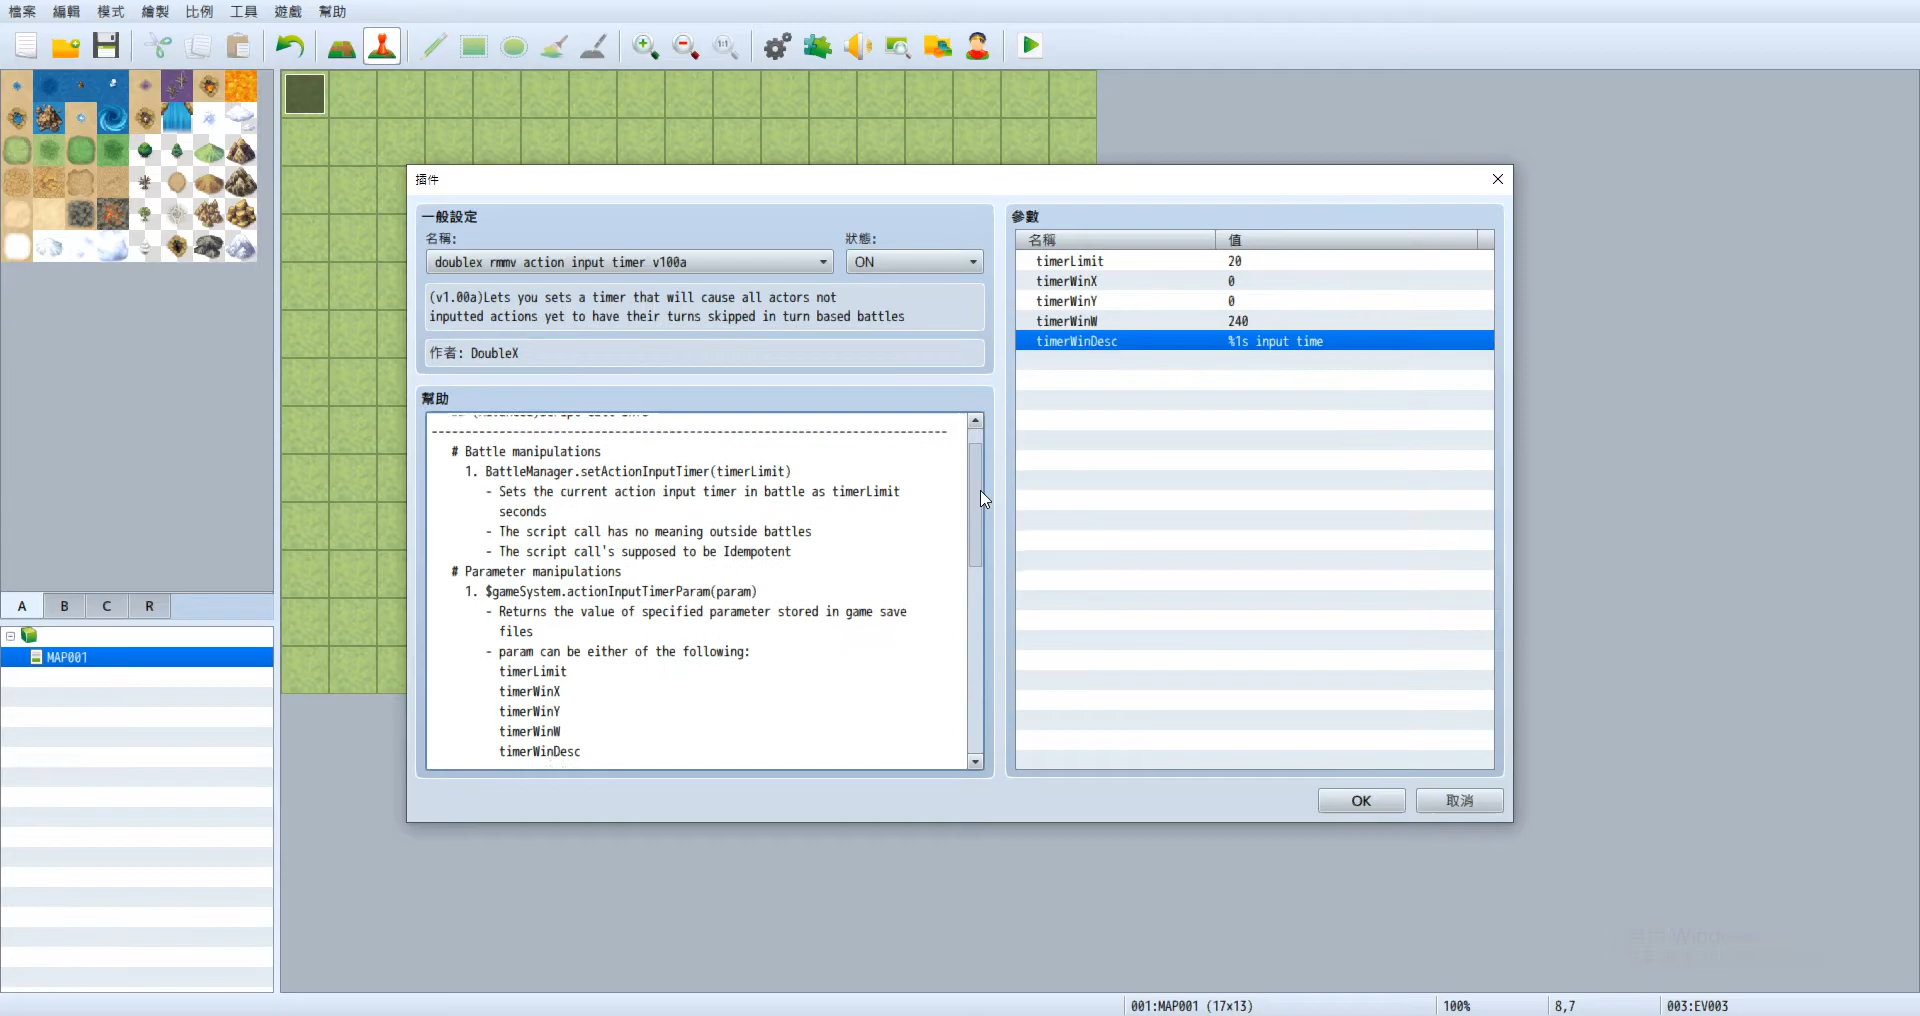 檔案 編輯 模式 繪製 比例 工具 遊戲 幫助
1:1
插件
一般設定
名稱:
狀態:
doublex rmmv action input timer v100a
ON
(v1.00a)Lets you sets a timer that will cause all actors not
inputted actions yet to have their turns skipped in turn based battles
作者: DoubleX
幫助
# Battle manipulations
1. BattleManager.setActionInputTimer(timerLimit)
- Sets the current action input timer in battle as timerLimit
seconds
- The script call has no meaning outside battles
- The script call's supposed to be Idempotent
# Parameter manipulations
1. $gameSystem.actionInputTimerParam(param)
- Returns the value of specified parameter stored in game save
files
- param can be either of the following:
timerLimit
timerWinX
timerWinY
timerWinW
timerWinDesc
參數
名稱 值
timerLimit 20
timerWinX 0
timerWinY 0
timerWinW 240
timerWinDesc %1s input time
OK 取消
A B C R
MAP001
001:MAP001 (17×13) 100% 8,7 003:EV003